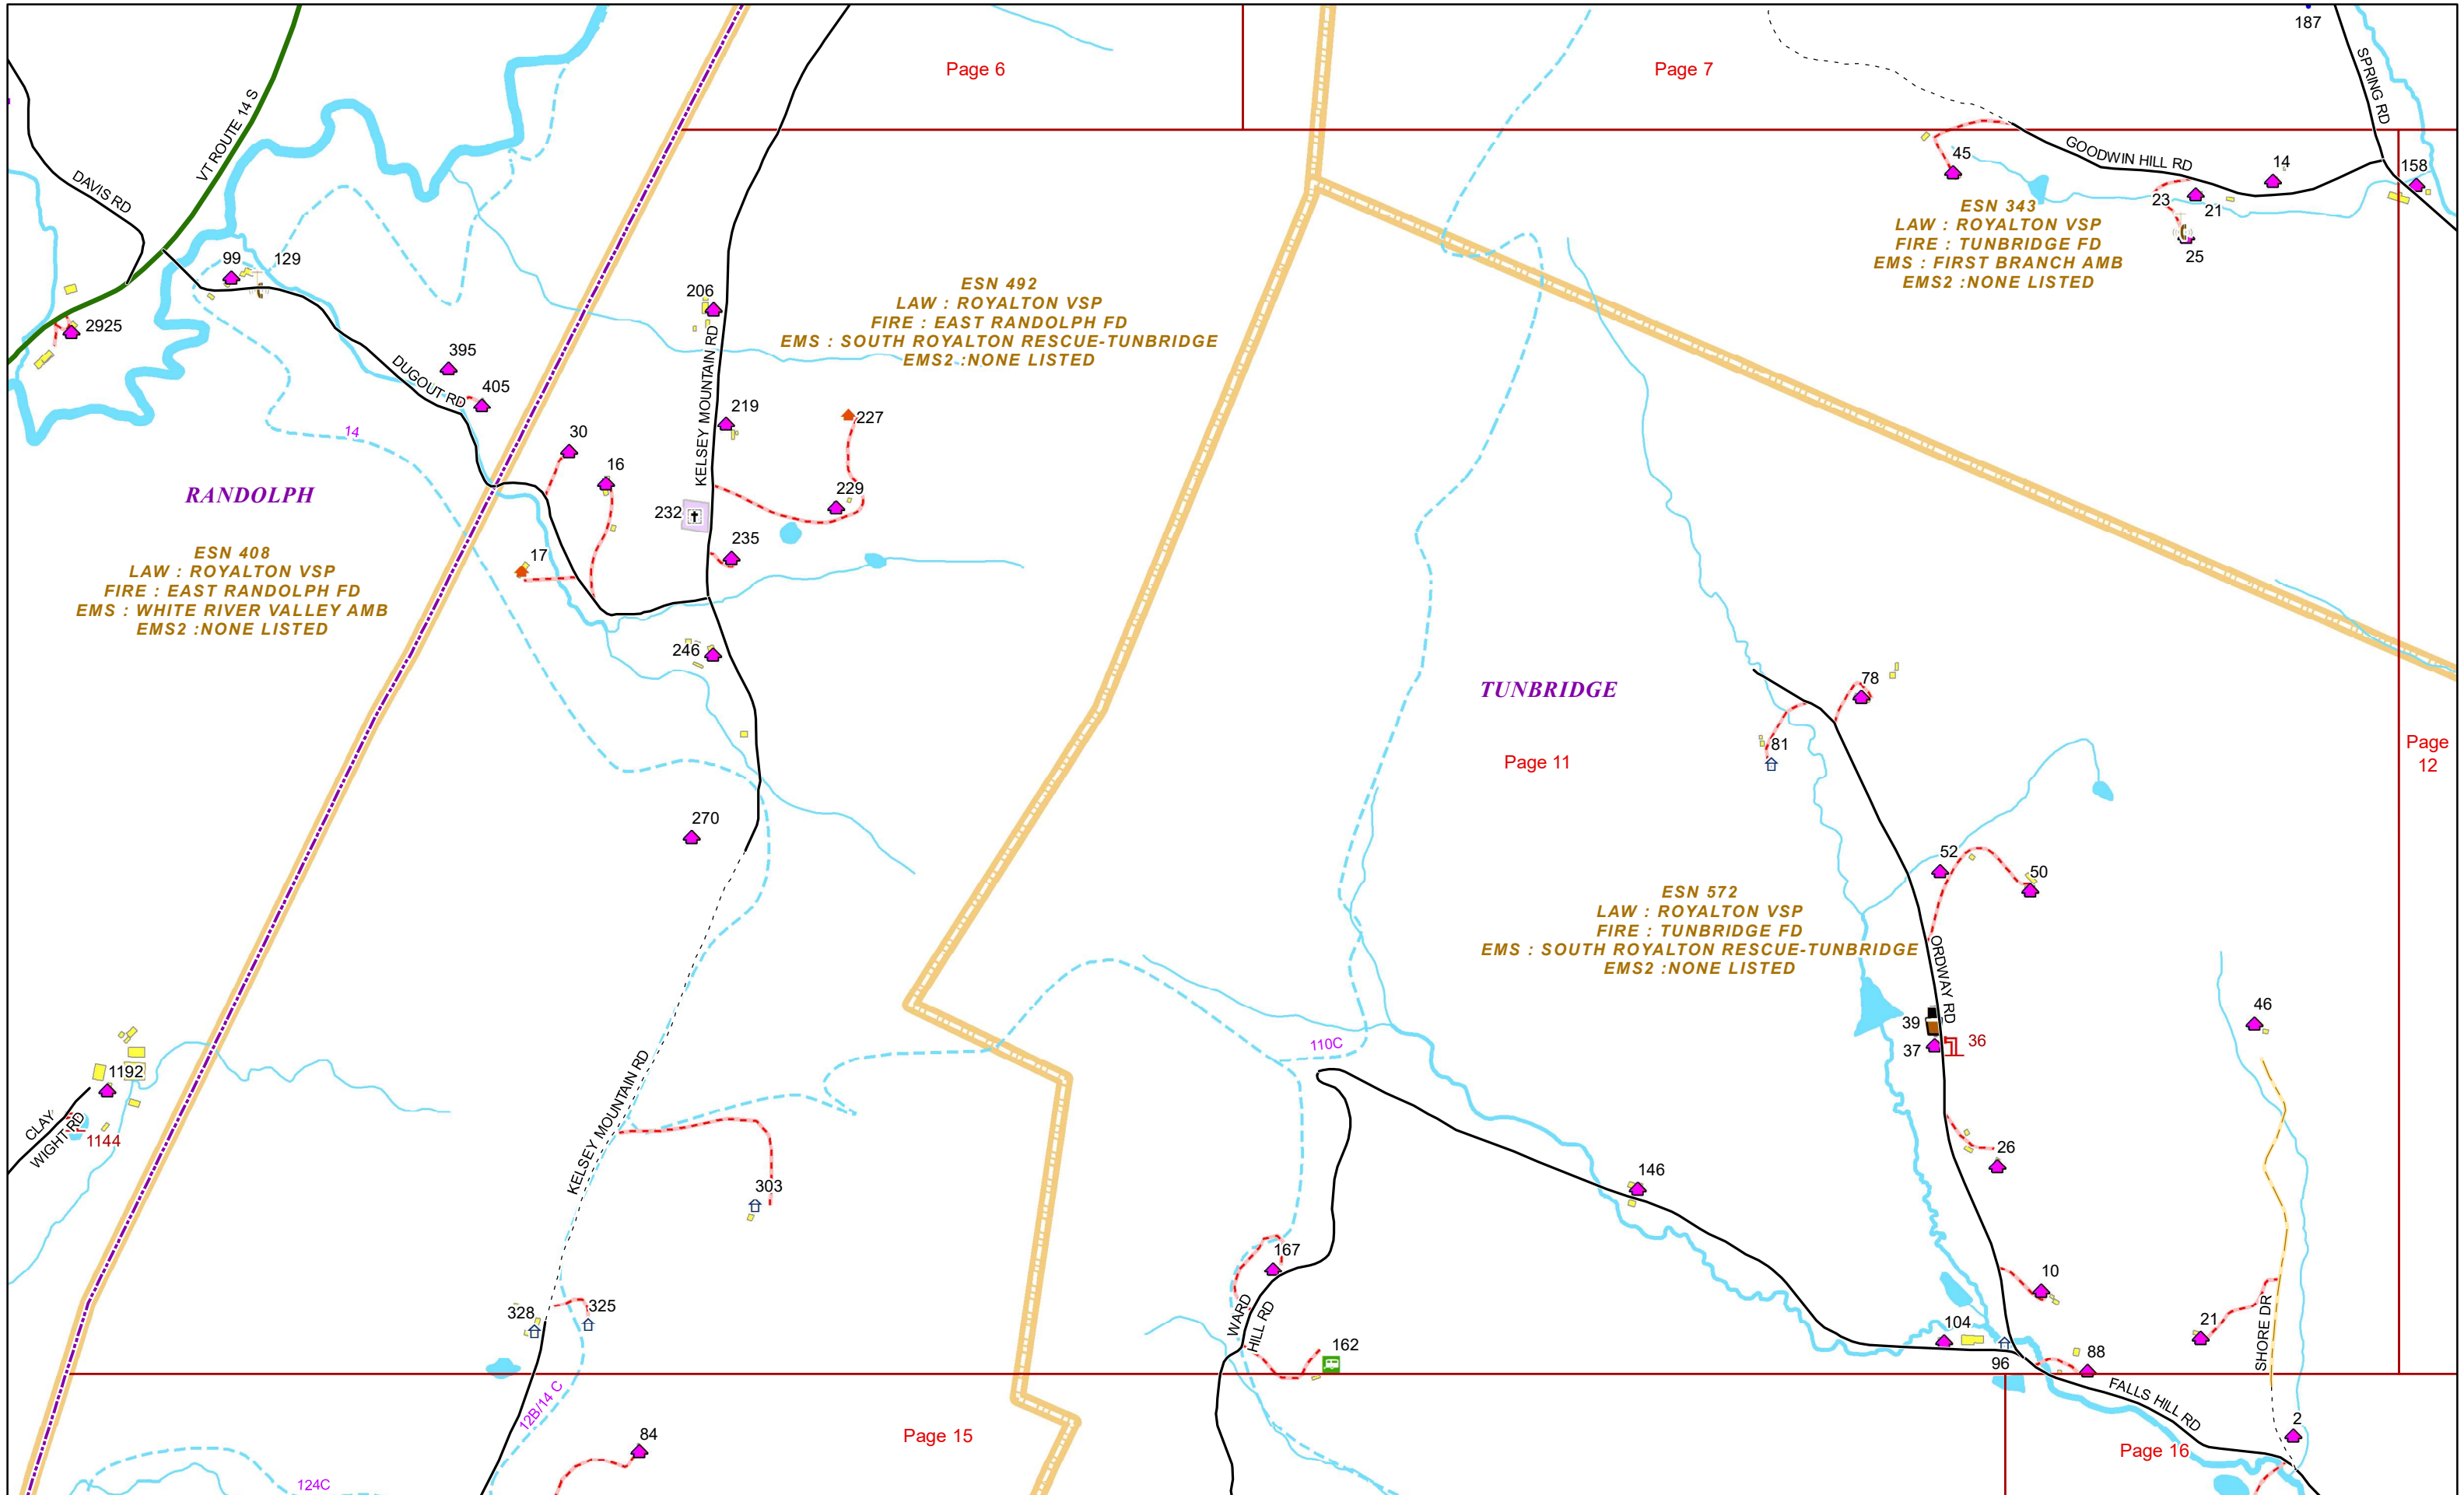 187
SPRING RD
Page 6
Page 7
VT ROUTE 14 S
DAVIS RD
GOODWIN HILL RD
45
14
158
23
21
25
ESN 343
LAW : ROYALTON VSP
FIRE : TUNBRIDGE FD
EMS : FIRST BRANCH AMB
EMS2 :NONE LISTED
99
129
2925
206
ESN 492
LAW : ROYALTON VSP
FIRE : EAST RANDOLPH FD
EMS : SOUTH ROYALTON RESCUE-TUNBRIDGE
EMS2 :NONE LISTED
395
DUGOUT RD
405
KELSEY MOUNTAIN RD
219
227
14
30
16
229
232
235
17
RANDOLPH
ESN 408
LAW : ROYALTON VSP
FIRE : EAST RANDOLPH FD
EMS : WHITE RIVER VALLEY AMB
EMS2 :NONE LISTED
246
TUNBRIDGE
78
81
Page 11
Page
12
270
52
50
ESN 572
LAW : ROYALTON VSP
FIRE : TUNBRIDGE FD
EMS : SOUTH ROYALTON RESCUE-TUNBRIDGE
EMS2 :NONE LISTED
ORDWAY RD
39
37
36
46
110C
1192
CLAY
WIGHT RD
1144
KELSEY MOUNTAIN RD
303
26
146
167
10
328
325
WARD
HILL RD
162
104
96
88
21
SHORE DR
FALLS HILL RD
12B/14 C
84
Page 15
2
Page 16
124C